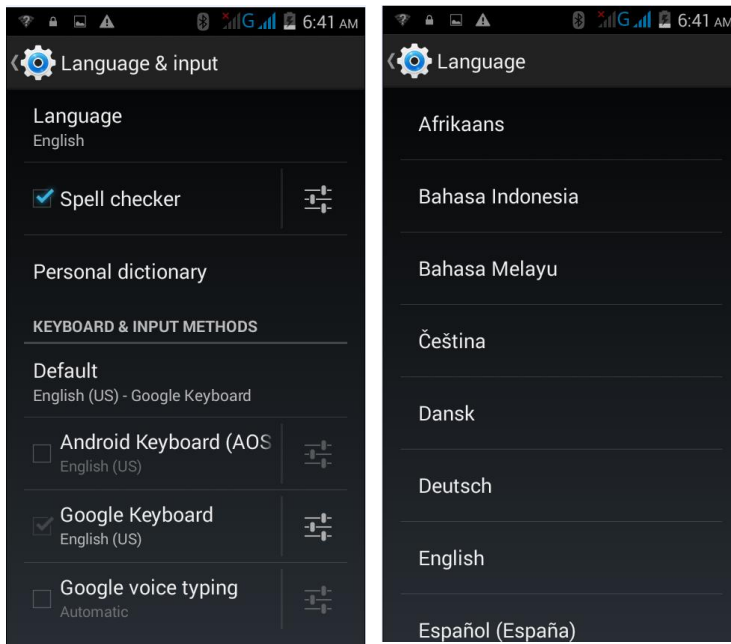 G 6:41 AM
Language & input
Language
English
Spell checker
Personal dictionary
KEYBOARD & INPUT METHODS
Default
English (US) - Google Keyboard
Android Keyboard (AOS
English (US)
Google Keyboard
English (US)
Google voice typing
Automatic
G 6:41 AM
Language
Afrikaans
Bahasa Indonesia
Bahasa Melayu
Čeština
Dansk
Deutsch
English
Español (España)